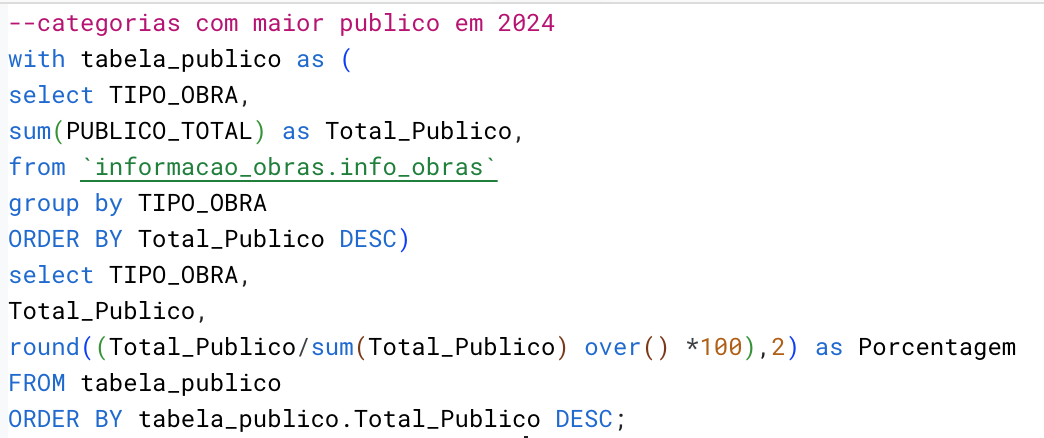 --categorias com maior publico em 2024
with tabela_publico as (
select TIPO_OBRA,
sum(PUBLICO_TOTAL) as Total_Publico,
from `informacao_obras.info_obras`
group by TIPO_OBRA
ORDER BY Total_Publico DESC)
select TIPO_OBRA,
Total_Publico,
round((Total_Publico/sum(Total_Publico) over() *100),2) as Porcentagem
FROM tabela_publico
ORDER BY tabela_publico.Total_Publico DESC;